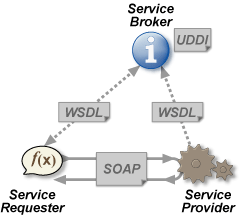 Service
Broker
UDDI
i
WSDL
WSDL
f(x)
SOAP
Service
Requester
Service
Provider